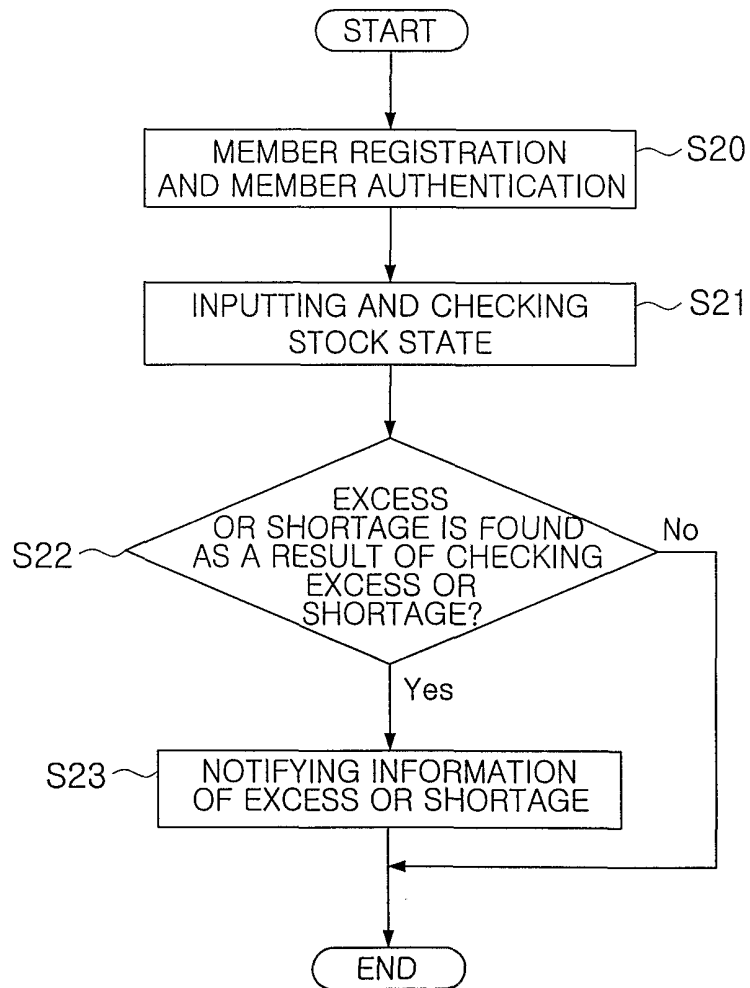 START
MEMBER REGISTRATION
AND MEMBER AUTHENTICATION
S20
INPUTTING AND CHECKING
STOCK STATE
S21
EXCESS
OR SHORTAGE IS FOUND
AS A RESULT OF CHECKING
EXCESS OR
SHORTAGE?
S22
No
Yes
S23
NOTIFYING INFORMATION
OF EXCESS OR SHORTAGE
END